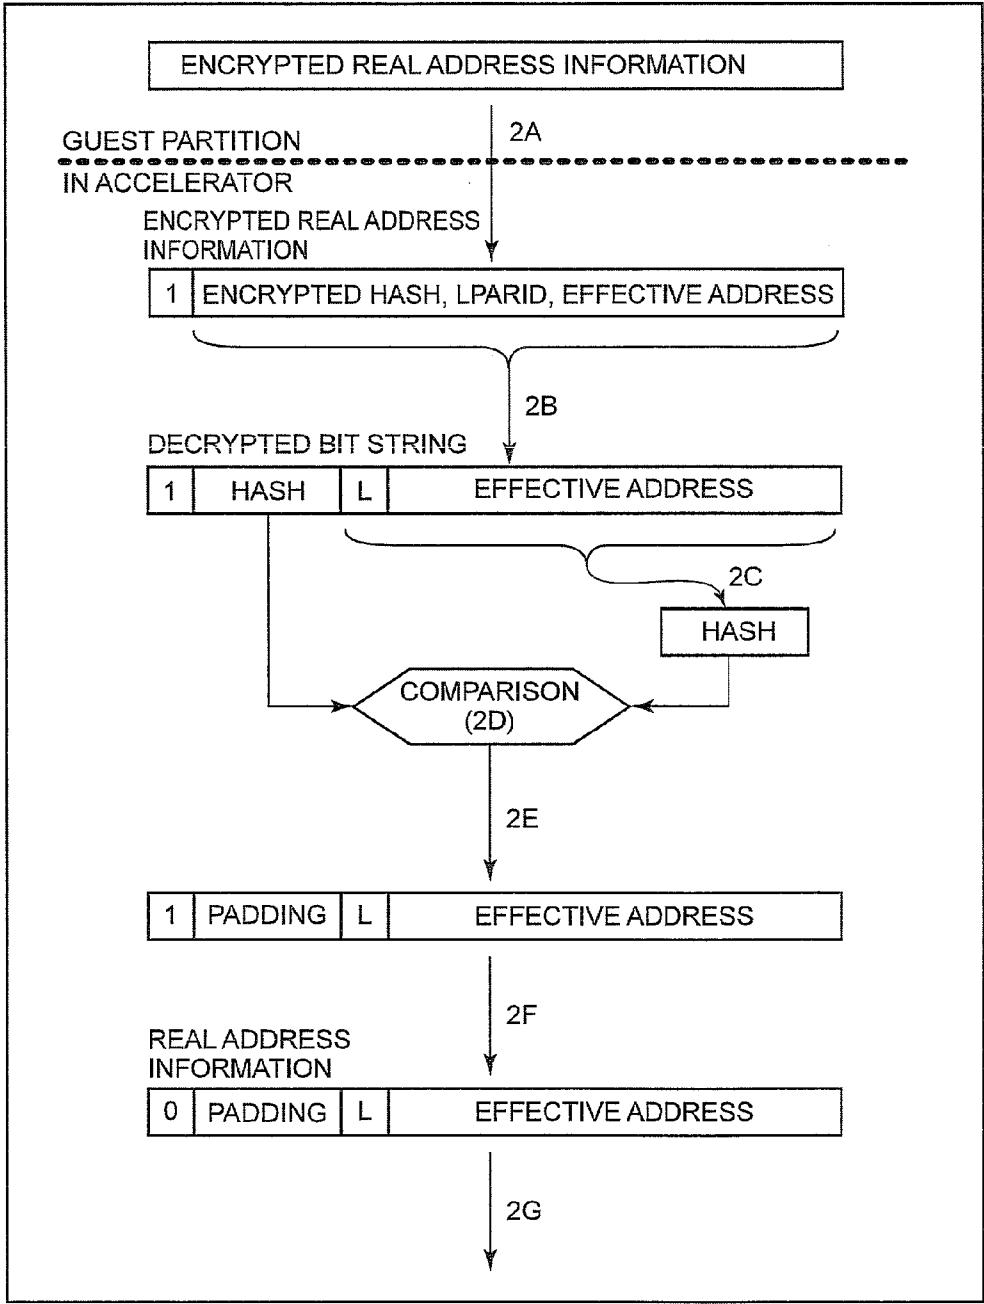 ENCRYPTED REAL ADDRESS INFORMATION
2A
GUEST PARTITION
IN ACCELERATOR
ENCRYPTED REAL ADDRESS
INFORMATION
1 ENCRYPTED HASH, LPARID, EFFECTIVE ADDRESS
2B
DECRYPTED BIT STRING
1 HASH L EFFECTIVE ADDRESS
2C
HASH
COMPARISON
(2D)
2E
1 PADDING L EFFECTIVE ADDRESS
2F
REAL ADDRESS
INFORMATION
0 PADDING L EFFECTIVE ADDRESS
2G